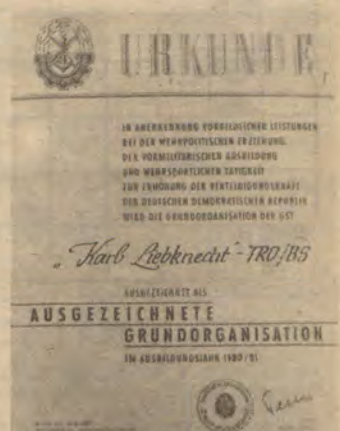 URKUNDE
IN ANERKENNUNG VORBILDLICHER LEISTUNGEN
BEI DER WEHRPOLITISCHEN ERZIEHUNG,
DER VORMILITÄRISCHEN AUSBILDUNG
UND WEHRSPORTLICHEN TÄTIGKEIT
ZUR ERHÖHUNG DER VERTEIDIGUNGSKRAFT
DER DEUTSCHEN DEMOKRATISCHEN REPUBLIK
WIRD DIE GRUNDORGANISATION DER GST
"Karl Liebknecht"-TRO/BS
AUSGEZEICHNET ALS
AUSGEZEICHNETE
GRUNDORGANISATION
IM AUSBILDUNGSJAHR 1980/81